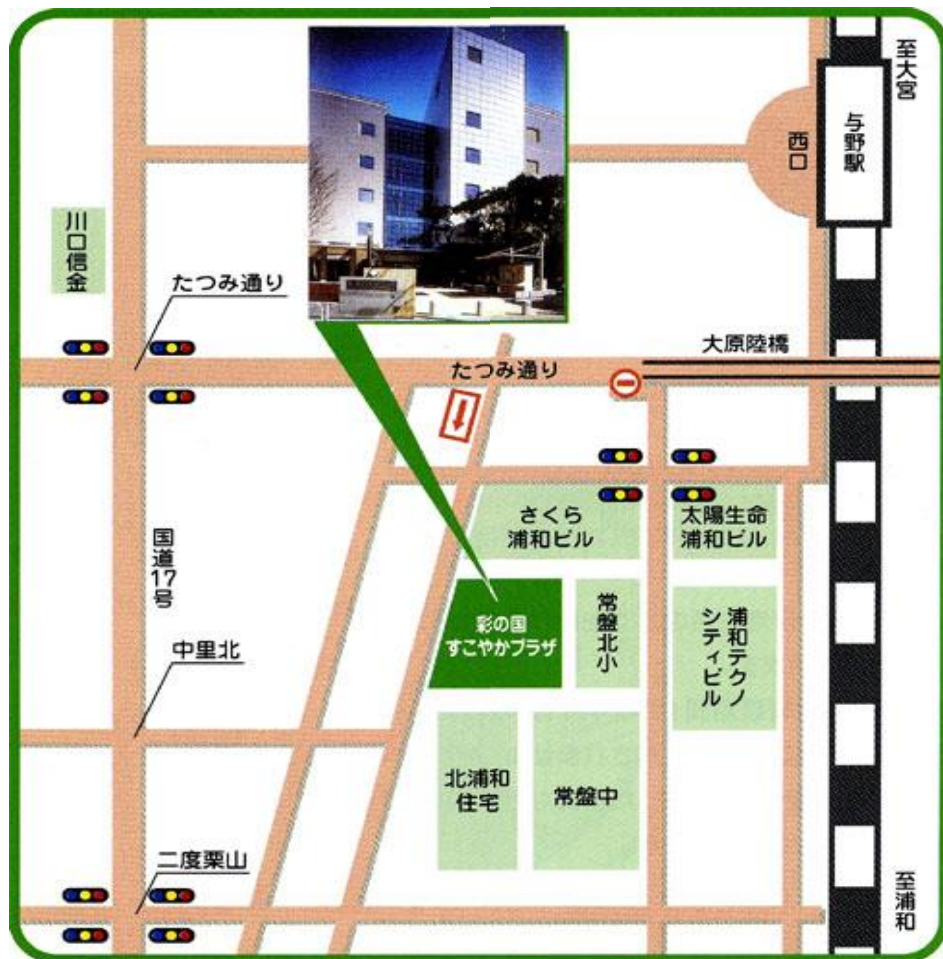 至大宮
与野駅
西口
川口信金
たつみ通り
大原陸橋
たつみ通り
さくら
浦和ビル
太陽生命
浦和ビル
国道17号
彩の国
すこやかプラザ
常盤北小
浦和テクノ
シティビル
中里北
北浦和
住宅
常盤中
二度栗山
至浦和